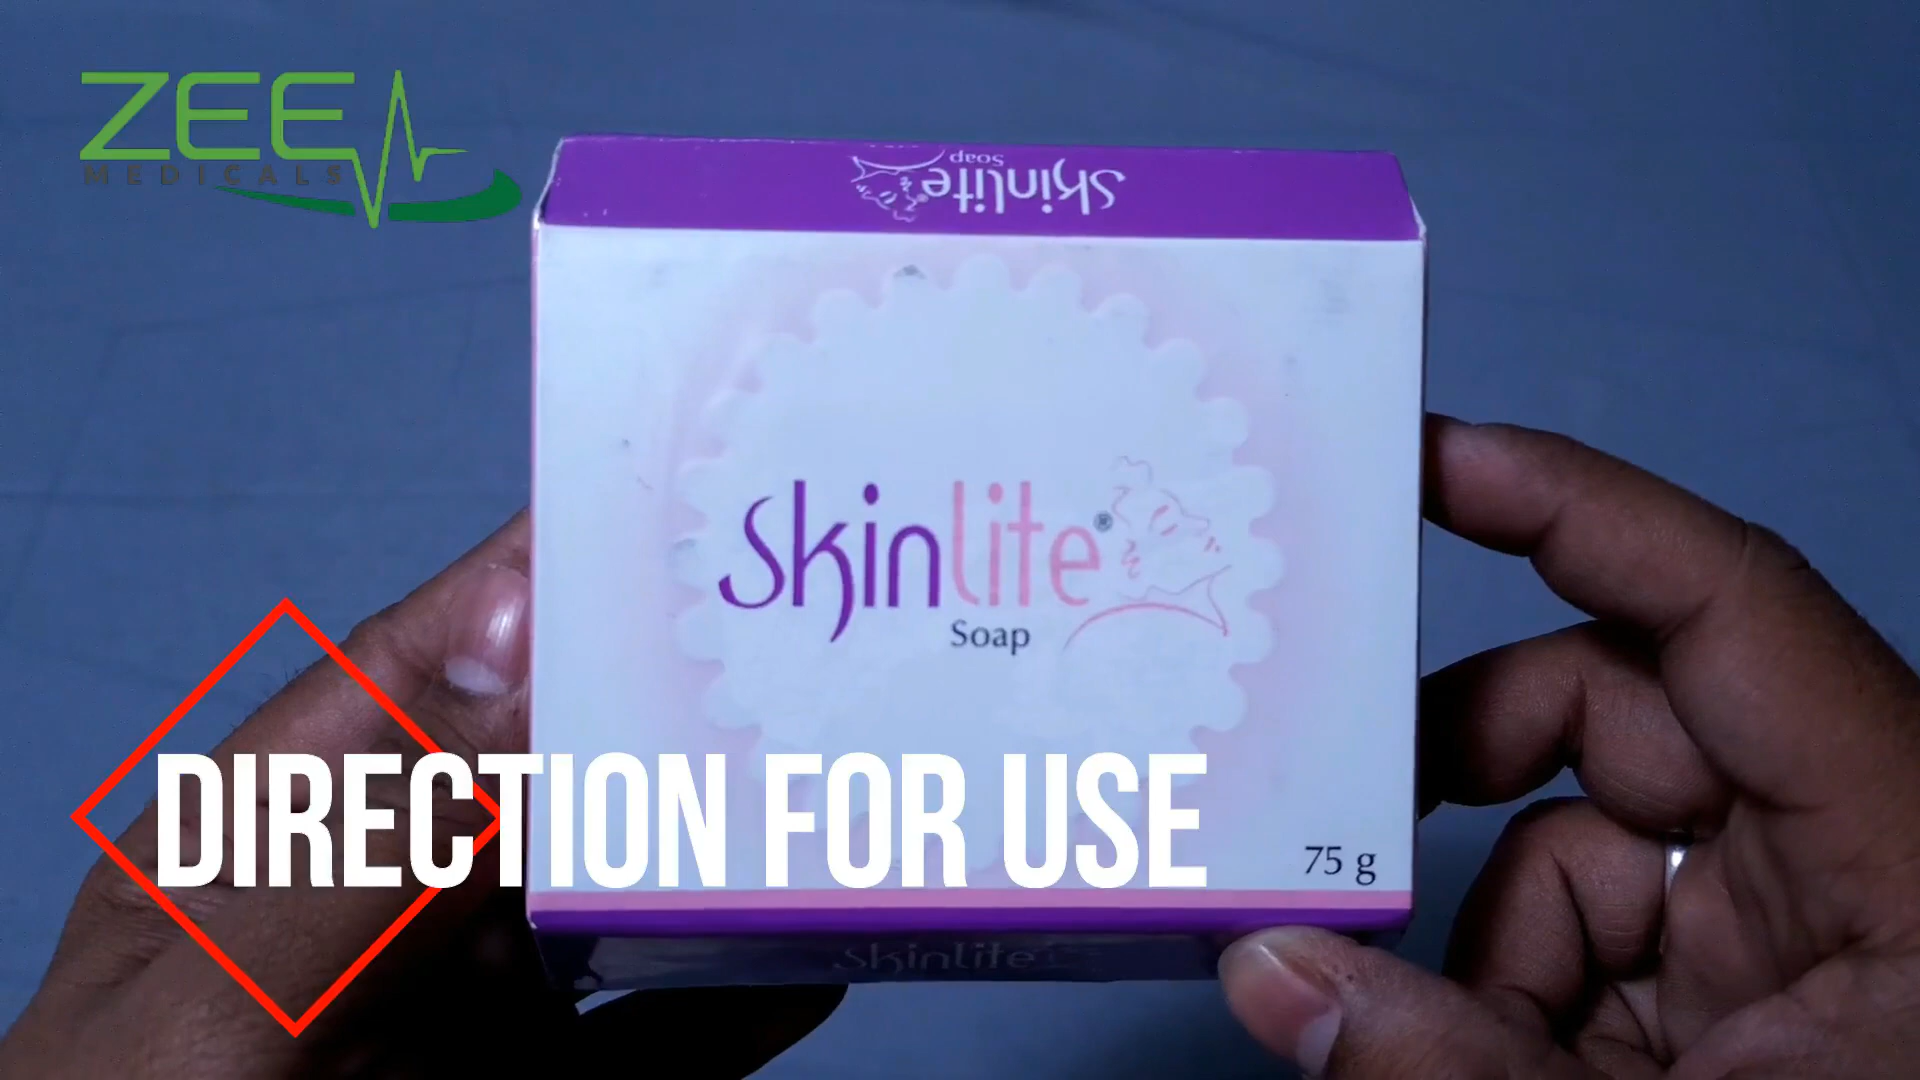 ZEE
MEDICALS
Skinlite®
Soap
Skinlite®
Soap
DIRECTION FOR USE
75 g
Skinlite